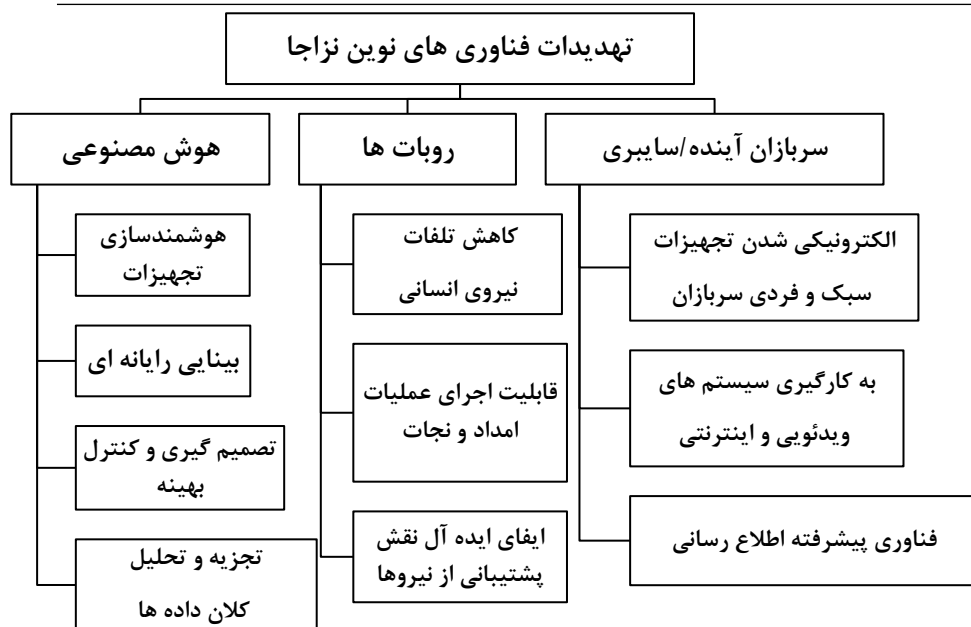 تهدیدات فناوری های نوین نزاجا
سربازان آینده/سایبری
الکترونیکی شدن تجهیزات
سبک و فردی سربازان
به کارگیری سیستم های
ویدئویی و اینترنتی
فناوری پیشرفته اطلاع رسانی
روبات ها
کاهش تلفات
نیروی انسانی
قابلیت اجرای عملیات
امداد و نجات
ایفای ایده آل نقش
پشتیبانی از نیروها
هوش مصنوعی
هوشمندسازی
تجهیزات
بینایی رایانه ای
تصمیم گیری و کنترل
بهینه
تجزیه و تحلیل
کلان داده ها